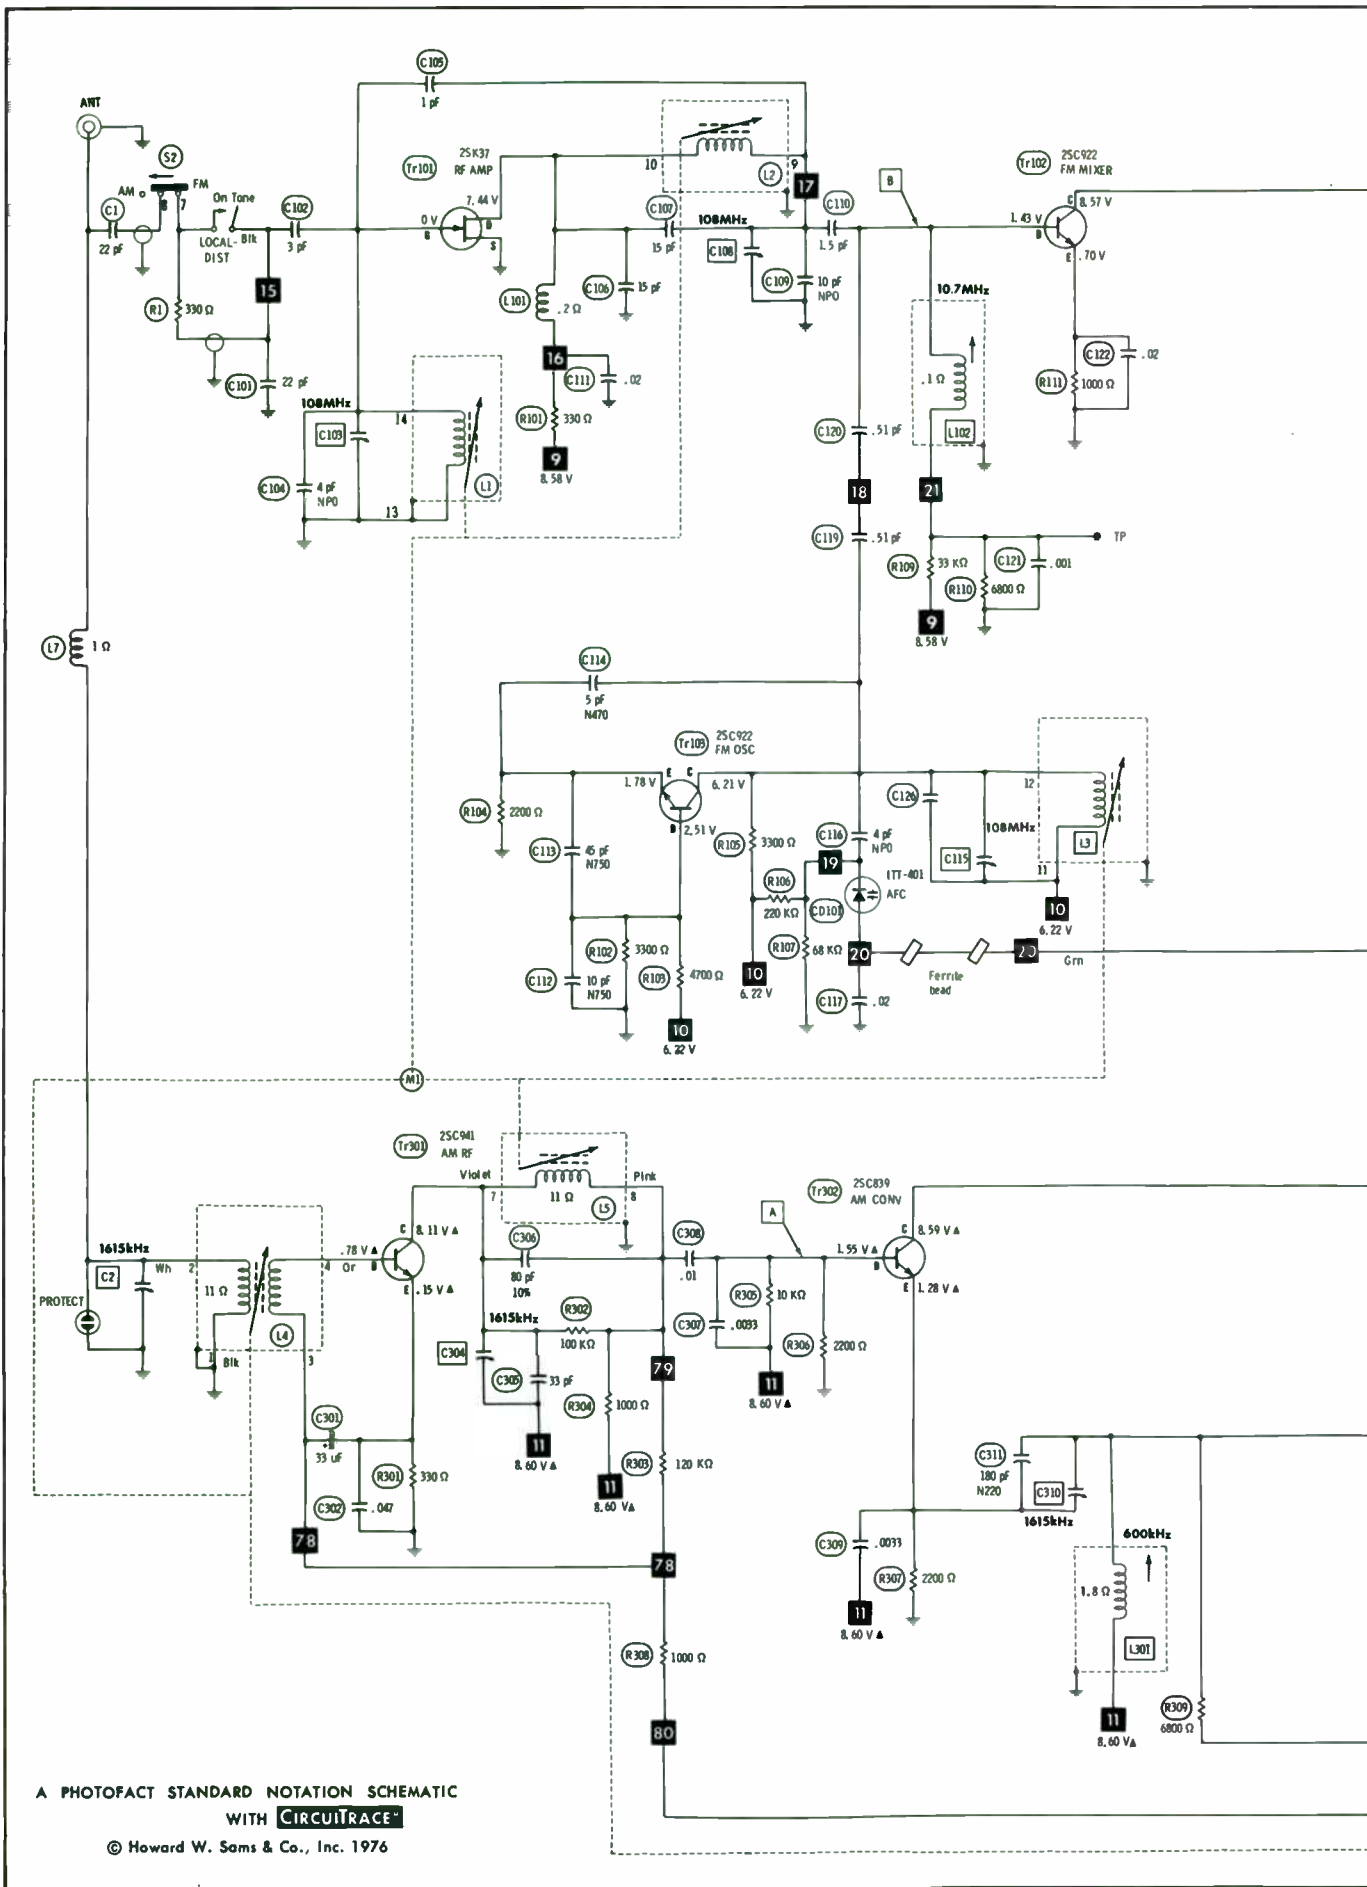 C105
1 pF
ANT
S2
AM
FM
8
7
C1
22 pF
On Tone
LOCAL- Blk
DIST
C102
3 pF
R1
330 Ω
15
C101
22 pF
Tr101
2SK37
RF AMP
7.44 V
0 V
G
D
S
10
L2
9
17
C107
15 pF
108MHz
C108
C106
15 pF
C109
10 pF
NPO
C110
1.5 pF
B
Tr102
2SC922
FM MIXER
C
8.57 V
1.43 V
B
E
.70 V
L101
.2 Ω
16
C111
.02
R101
330 Ω
9
8.58 V
10.7MHz
.1 Ω
L102
C122
.02
R111
1000 Ω
108MHz
C103
14
C104
4 pF
NPO
13
L1
C120
.51 pF
18
21
C119
.51 pF
TP
R109
33 KΩ
C121
.001
R110
6800 Ω
9
8.58 V
L7
1 Ω
C114
5 pF
N470
Tr103
2SC922
FM OSC
E
C
1.78 V
6.21 V
B
2.51 V
R104
2200 Ω
C113
45 pF
N750
R105
3300 Ω
C116
4 pF
NPO
19
ITT-401
AFC
CD101
C126
108MHz
C115
12
L3
11
10
6.22 V
R106
220 KΩ
R107
68 KΩ
R102
3300 Ω
C112
10 pF
N750
R103
4700 Ω
10
6.22 V
10
6.22 V
20
Ferrite
bead
20
Grn
C117
.02
M1
Tr301
2SC941
AM RF
Violet
7
11 Ω
Pink
8
L5
Tr302
2SC839
AM CONV
C
8.59 V▲
1.55 V▲
B
E
1.28 V▲
A
C308
.01
1615kHz
C2
Wh
2
11 Ω
4
Or
.78 V▲
B
C
8.11 V▲
E
.15 V▲
PROTECT
L4
1
Blk
3
C306
80 pF
10%
1615kHz
R302
100 KΩ
C304
C305
33 pF
R304
1000 Ω
79
11
8.60 V▲
11
8.60 V▲
C307
.0033
R305
10 KΩ
R306
2200 Ω
11
8.60 V▲
C301
+
33 uF
R301
330 Ω
C302
.047
78
R303
120 KΩ
78
R308
1000 Ω
80
C311
180 pF
N220
C310
1615kHz
C309
.0033
R307
2200 Ω
11
8.60 V▲
600kHz
1.8 Ω
L301
11
8.60 V▲
R309
6800 Ω
A PHOTOFACT STANDARD NOTATION SCHEMATIC
WITH CIRCUITRACE™
© Howard W. Sams & Co., Inc. 1976